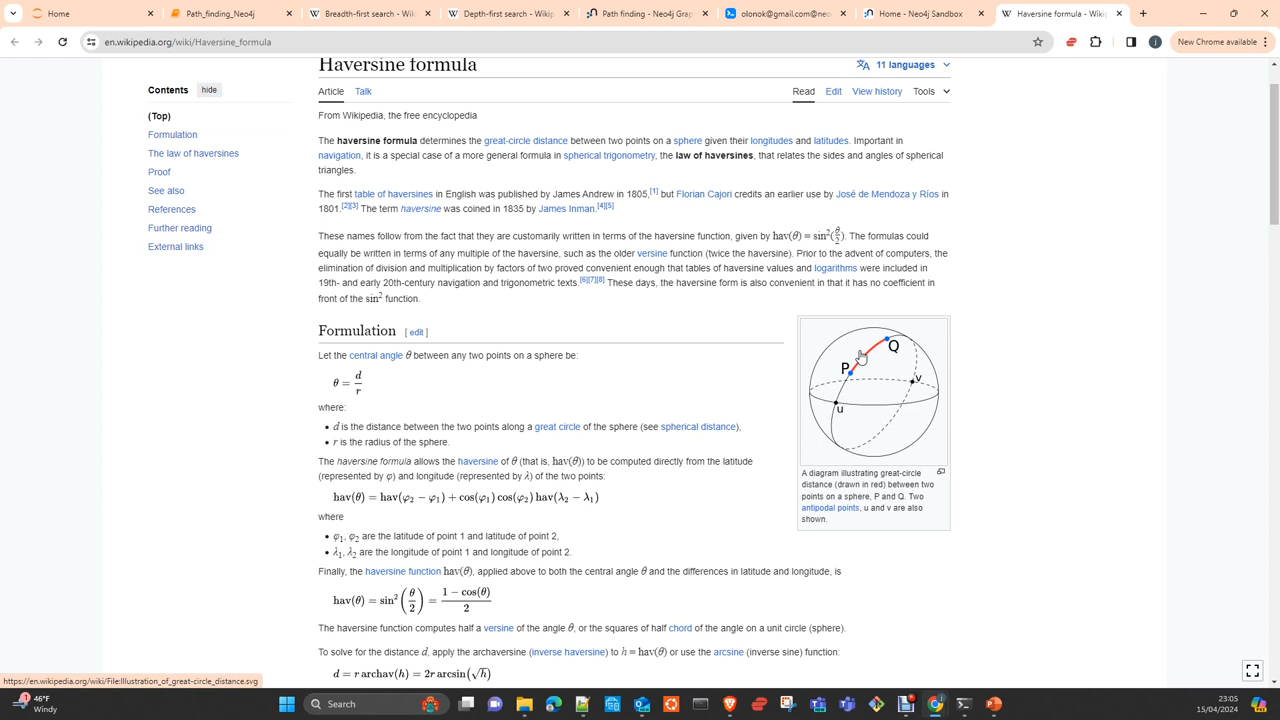 Home
Path_finding_Neo4j
Breadth-first search - Wiki
Depth-first search - Wikip
Path finding - Neo4j Grap
olonok@gmail.com@neo
Home - Neo4j Sandbox
Haversine formula - Wiki
en.wikipedia.org/wiki/Haversine_formula
New Chrome available
Haversine formula
11 languages
Contents hide
Article Talk
Read Edit View history Tools
(Top)
Formulation
The law of haversines
Proof
See also
References
Further reading
External links
From Wikipedia, the free encyclopedia
The haversine formula determines the great-circle distance between two points on a sphere given their longitudes and latitudes. Important in
navigation, it is a special case of a more general formula in spherical trigonometry, the law of haversines, that relates the sides and angles of spherical
triangles.
The first table of haversines in English was published by James Andrew in 1805,[1] but Florian Cajori credits an earlier use by José de Mendoza y Ríos in
1801.[2][3] The term haversine was coined in 1835 by James Inman.[4][5]
These names follow from the fact that they are customarily written in terms of the haversine function, given by hav(θ) = sin²(θ/2). The formulas could
equally be written in terms of any multiple of the haversine, such as the older versine function (twice the haversine). Prior to the advent of computers, the
elimination of division and multiplication by factors of two proved convenient enough that tables of haversine values and logarithms were included in
19th- and early 20th-century navigation and trigonometric texts.[6][7][8] These days, the haversine form is also convenient in that it has no coefficient in
front of the sin² function.
Formulation [ edit ]
Let the central angle θ between any two points on a sphere be:
θ = d/r
where:
• d is the distance between the two points along a great circle of the sphere (see spherical distance),
• r is the radius of the sphere.
The haversine formula allows the haversine of θ (that is, hav(θ)) to be computed directly from the latitude
(represented by φ) and longitude (represented by λ) of the two points:
hav(θ) = hav(φ₂ − φ₁) + cos(φ₁) cos(φ₂) hav(λ₂ − λ₁)
where
• φ₁, φ₂ are the latitude of point 1 and latitude of point 2,
• λ₁, λ₂ are the longitude of point 1 and longitude of point 2.
Finally, the haversine function hav(θ), applied above to both the central angle θ and the differences in latitude and longitude, is
hav(θ) = sin²(θ/2) = (1 − cos(θ))/2
The haversine function computes half a versine of the angle θ, or the squares of half chord of the angle on a unit circle (sphere).
To solve for the distance d, apply the archaversine (inverse haversine) to h = hav(θ) or use the arcsine (inverse sine) function:
d = r archav(h) = 2r arcsin(√h)
Q
P
v
u
A diagram illustrating great-circle
distance (drawn in red) between two
points on a sphere, P and Q. Two
antipodal points, u and v are also
shown.
https://en.wikipedia.org/wiki/File:Illustration_of_great-circle_distance.svg
46°F
Windy
Search
23:05
15/04/2024